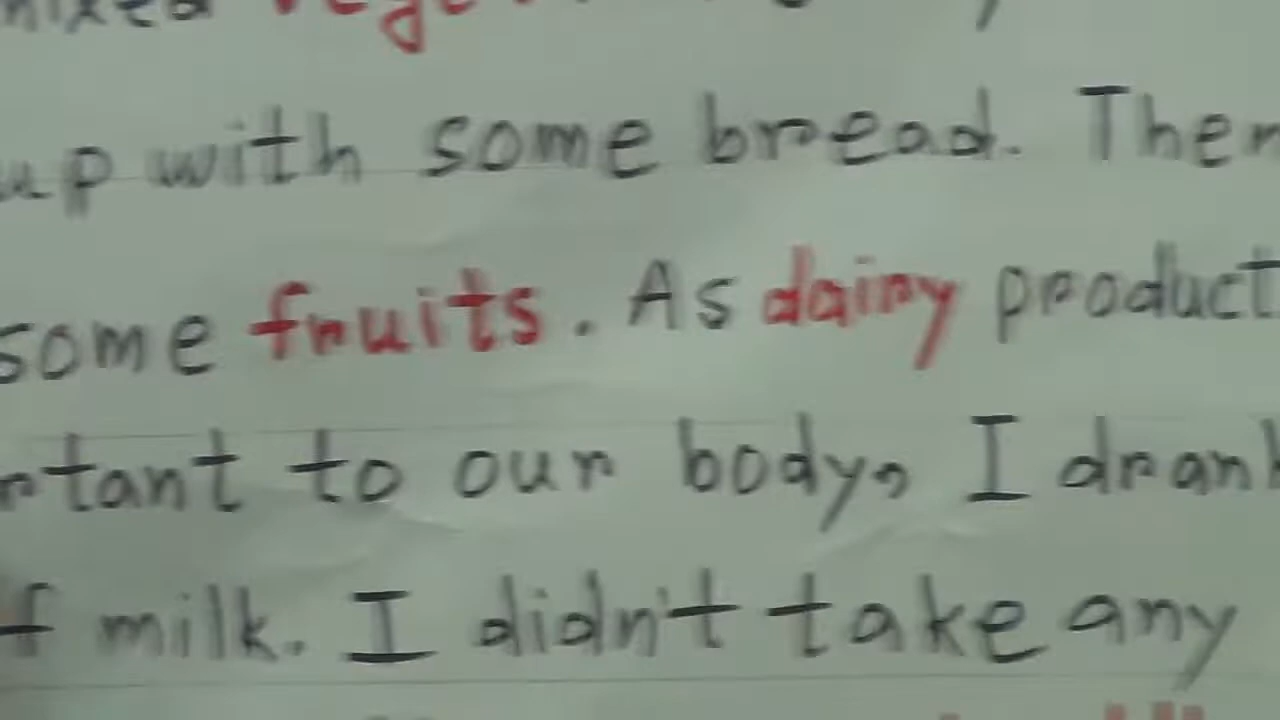 mixed
up with some bread. Then
some fruits. As dairy product
rtant to our body, I drank
f milk. I didn't take any